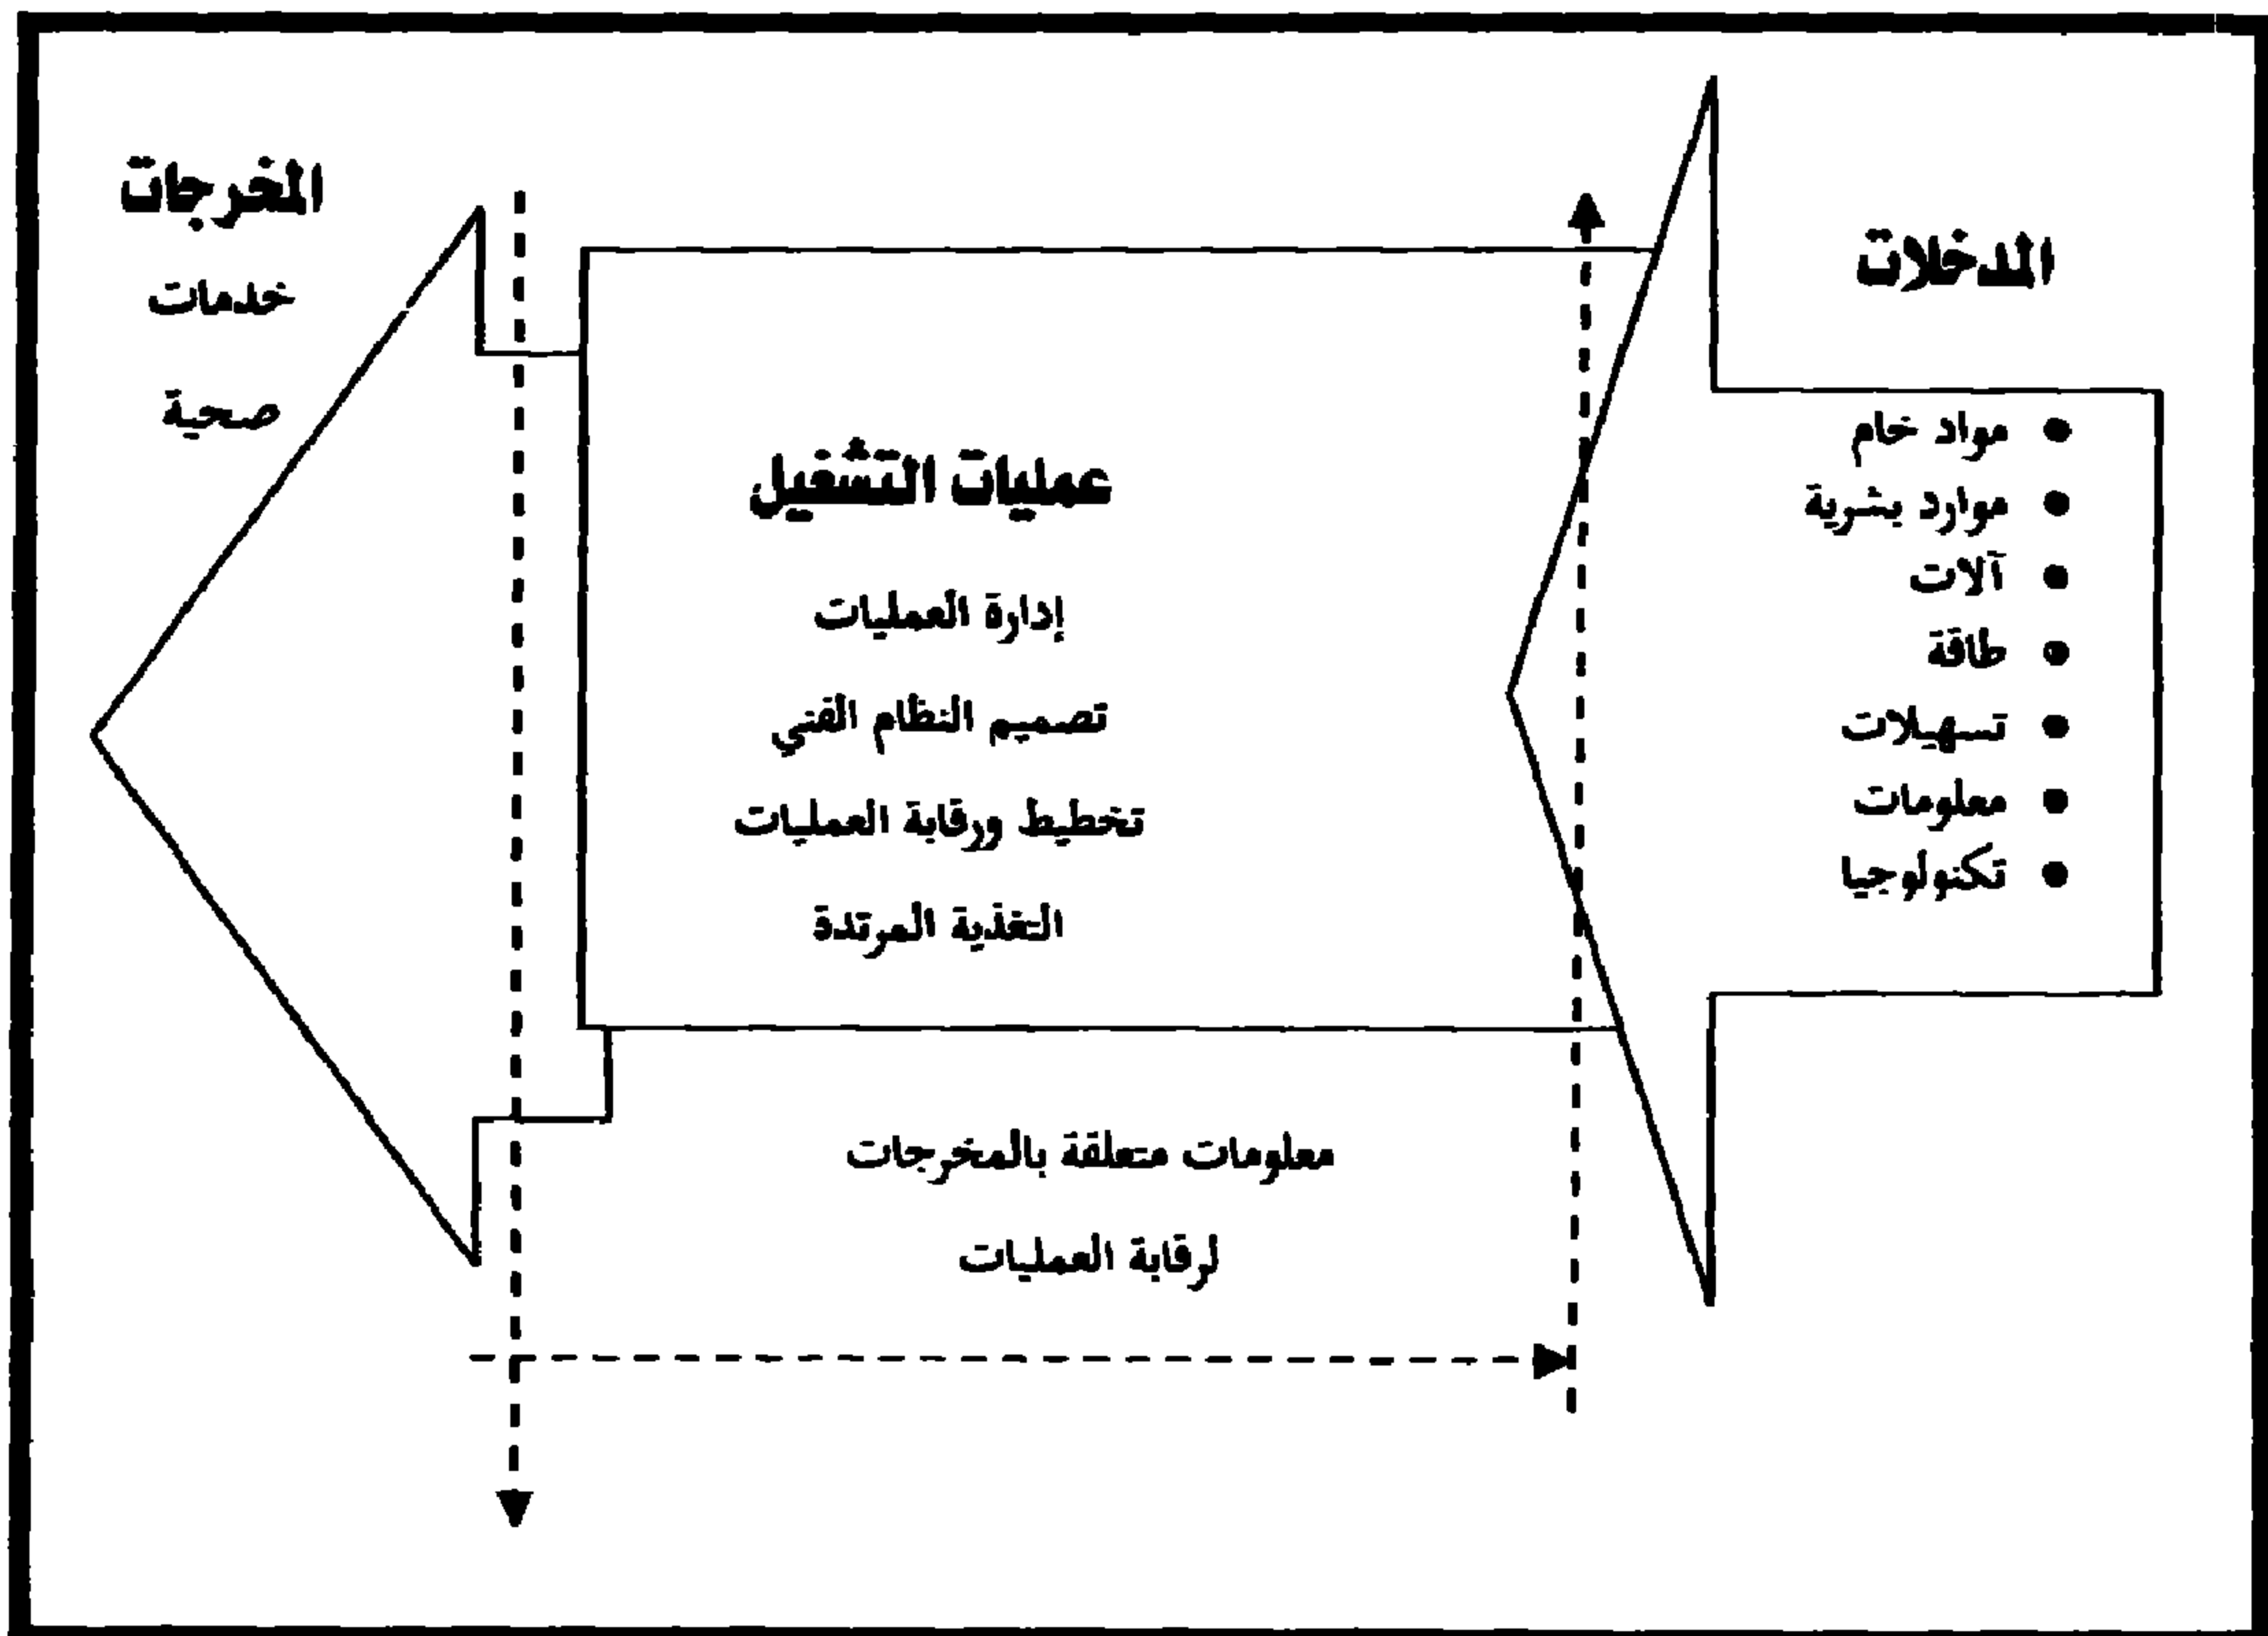 المدخلات
مواد خام
موارد بشرية
آلات
طاقة
تسهيلات
معلومات
تكنولوجيا
عمليات التشغيل
إدارة العمليات
تصميم النظام الفني
تخطيط ورقابة العمليات
التغذية المرتدة
معلومات متعلقة بالمخرجات
لرقابة العمليات
المخرجات
خدمات
صحية